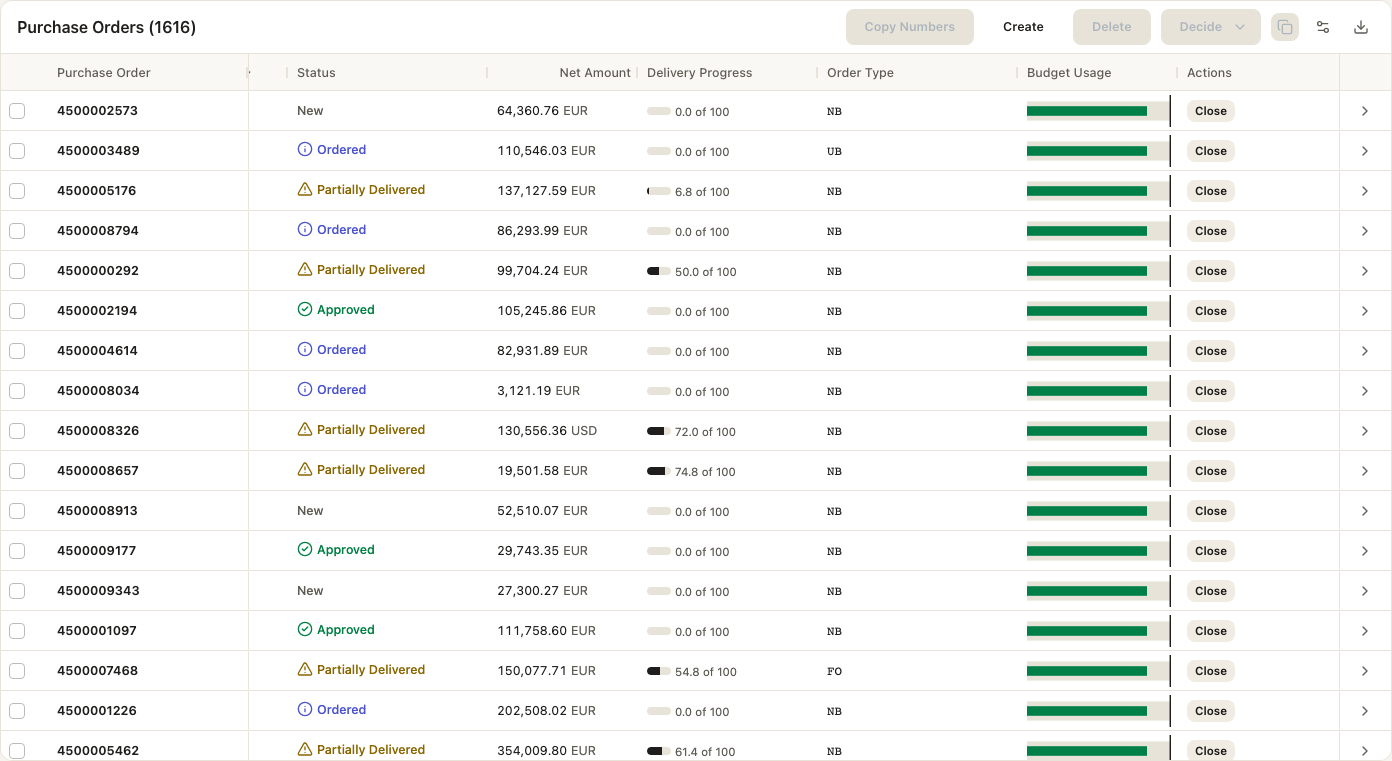 Purchase Orders (1616) Copy Numbers Create Delete Decide
Purchase Order Status Net Amount Delivery Progress Order Type Budget Usage Actions
4500002573 New 64,360.76 EUR 0.0 of 100 NB Close
4500003489 Ordered 110,546.03 EUR 0.0 of 100 UB Close
4500005176 Partially Delivered 137,127.59 EUR 6.8 of 100 NB Close
4500008794 Ordered 86,293.99 EUR 0.0 of 100 NB Close
4500000292 Partially Delivered 99,704.24 EUR 50.0 of 100 NB Close
4500002194 Approved 105,245.86 EUR 0.0 of 100 NB Close
4500004614 Ordered 82,931.89 EUR 0.0 of 100 NB Close
4500008034 Ordered 3,121.19 EUR 0.0 of 100 NB Close
4500008326 Partially Delivered 130,556.36 USD 72.0 of 100 NB Close
4500008657 Partially Delivered 19,501.58 EUR 74.8 of 100 NB Close
4500008913 New 52,510.07 EUR 0.0 of 100 NB Close
4500009177 Approved 29,743.35 EUR 0.0 of 100 NB Close
4500009343 New 27,300.27 EUR 0.0 of 100 NB Close
4500001097 Approved 111,758.60 EUR 0.0 of 100 NB Close
4500007468 Partially Delivered 150,077.71 EUR 54.8 of 100 FO Close
4500001226 Ordered 202,508.02 EUR 0.0 of 100 NB Close
4500005462 Partially Delivered 354,009.80 EUR 61.4 of 100 NB Close